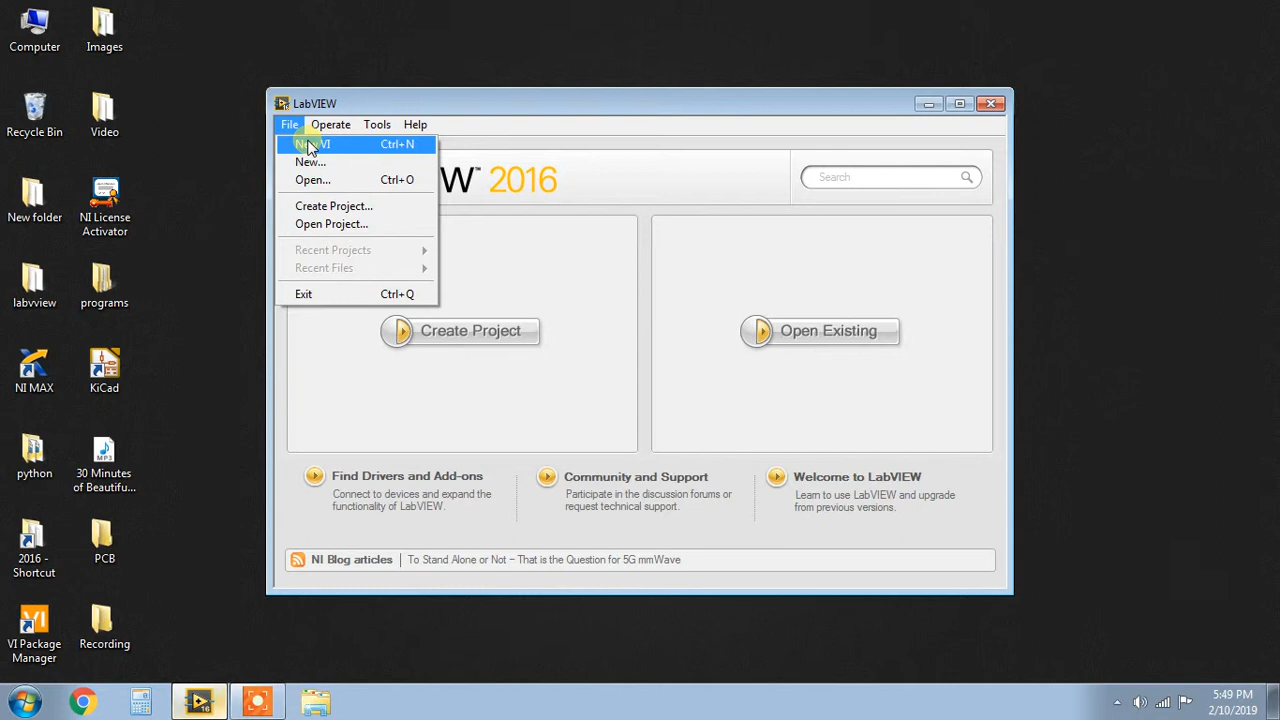 Computer
Images
Recycle Bin
Video
New folder
NI License
Activator
labvview
programs
NI MAX
KiCad
python
30 Minutes
of Beautifu...
2016 -
Shortcut
PCB
VI Package
Manager
Recording
LabVIEW
File Operate Tools Help
New VI Ctrl+N
New...
Open... Ctrl+O
Create Project...
Open Project...
Recent Projects
Recent Files
Exit Ctrl+Q
W™ 2016
Search
Create Project
Open Existing
Find Drivers and Add-ons
Connect to devices and expand the
functionality of LabVIEW.
Community and Support
Participate in the discussion forums or
request technical support.
Welcome to LabVIEW
Learn to use LabVIEW and upgrade
from previous versions.
NI Blog articles To Stand Alone or Not – That is the Question for 5G mmWave
16
5:49 PM
2/10/2019